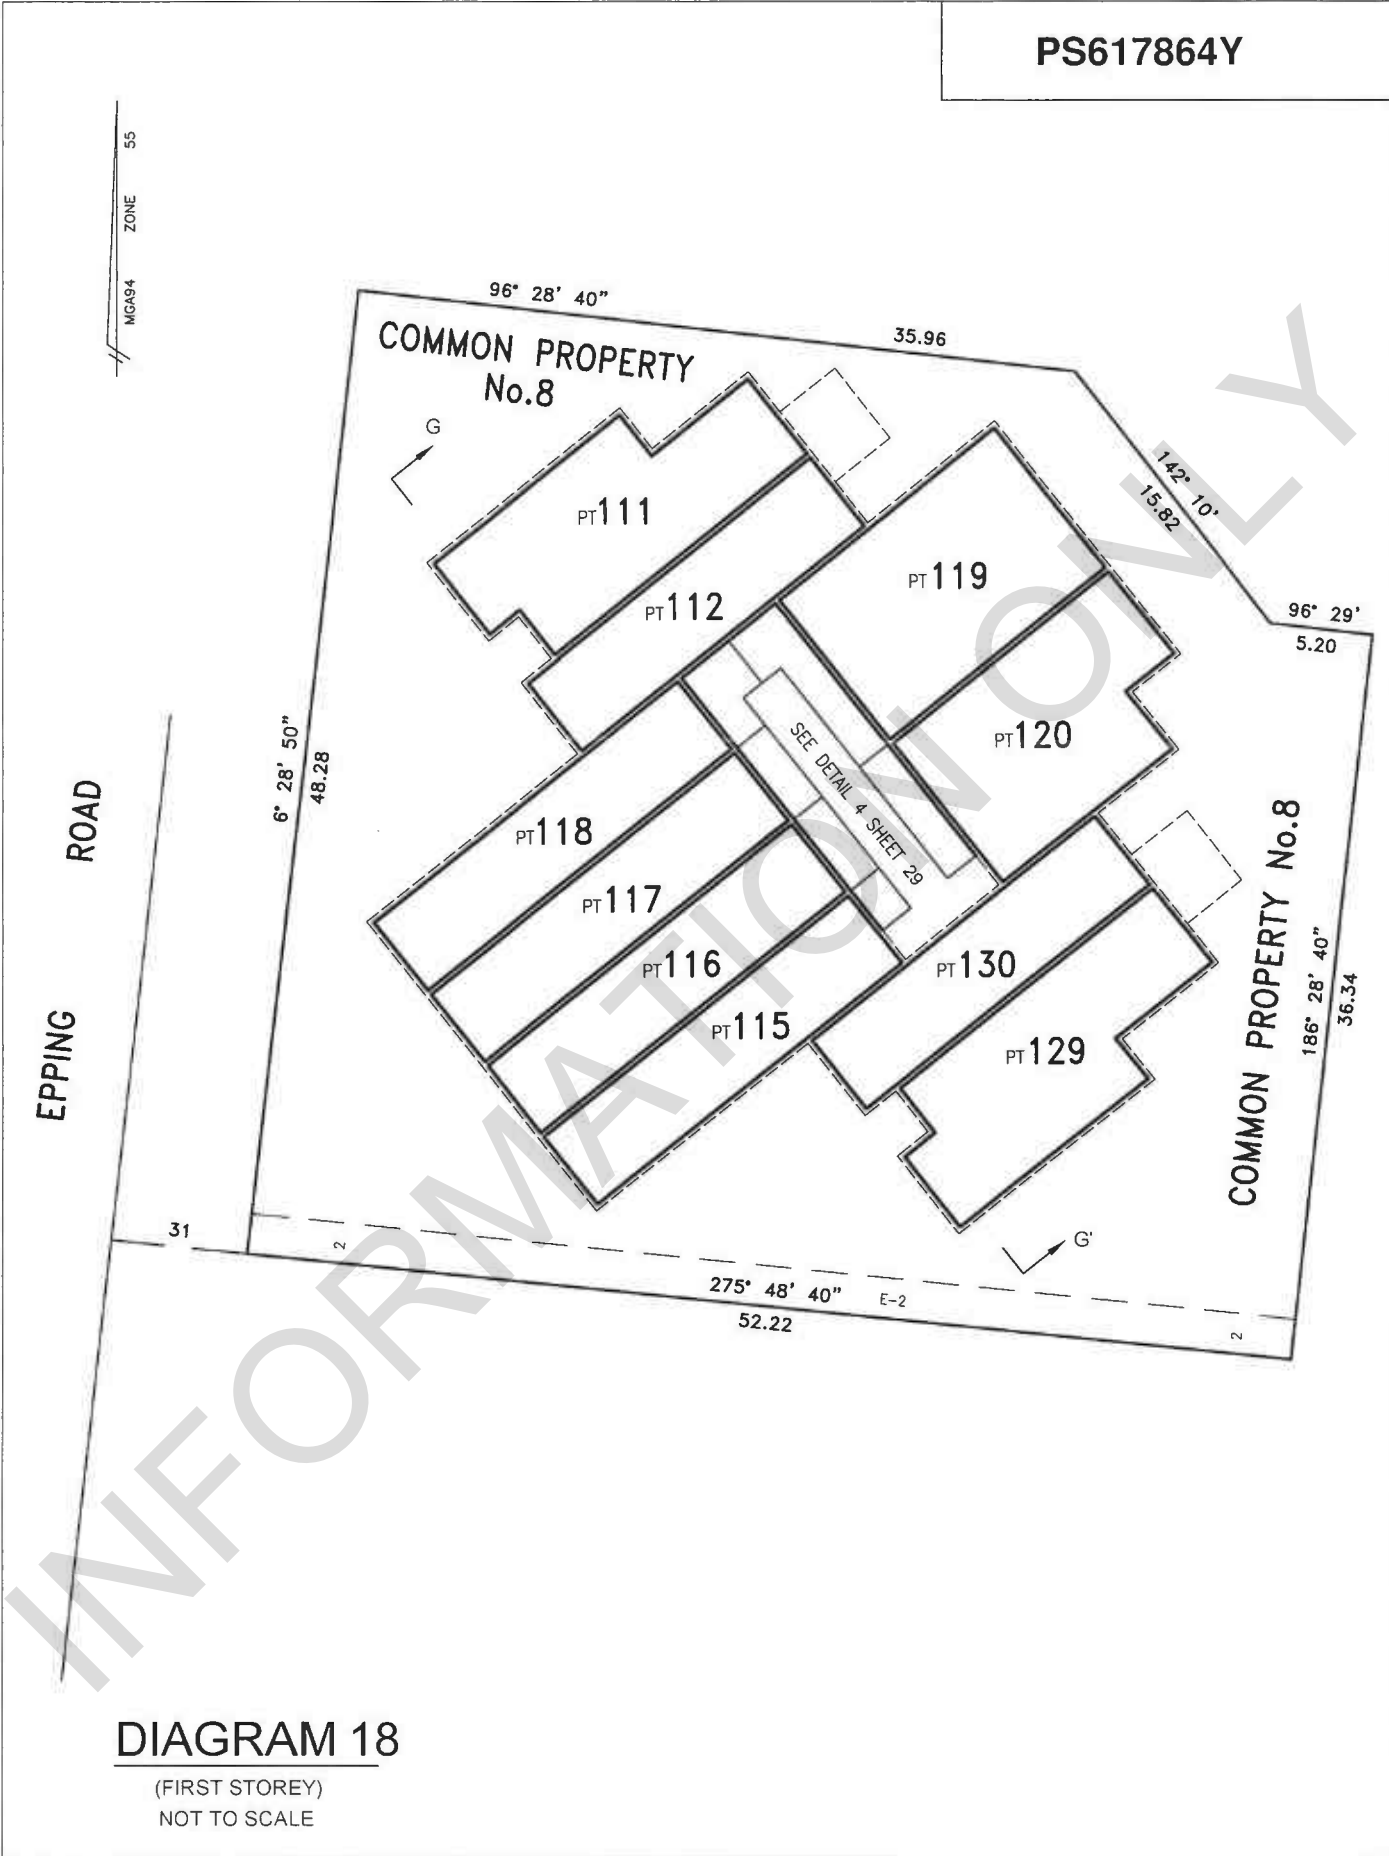 PS617864Y
MGA94 ZONE 55
96° 28' 40"
35.96
COMMON PROPERTY
No.8
G
142° 10'
15.82
PT111
PT119
PT112
96° 29'
5.20
PT120
6° 28' 50"
48.28
SEE DETAIL 4 SHEET 29
PT118
PT117
PT116
PT130
PT115
PT129
COMMON PROPERTY No.8
186° 28' 40"
36.34
EPPING ROAD
31
2
G'
275° 48' 40"
E-2
52.22
2
INFORMATION ONLY
DIAGRAM 18
(FIRST STOREY)
NOT TO SCALE